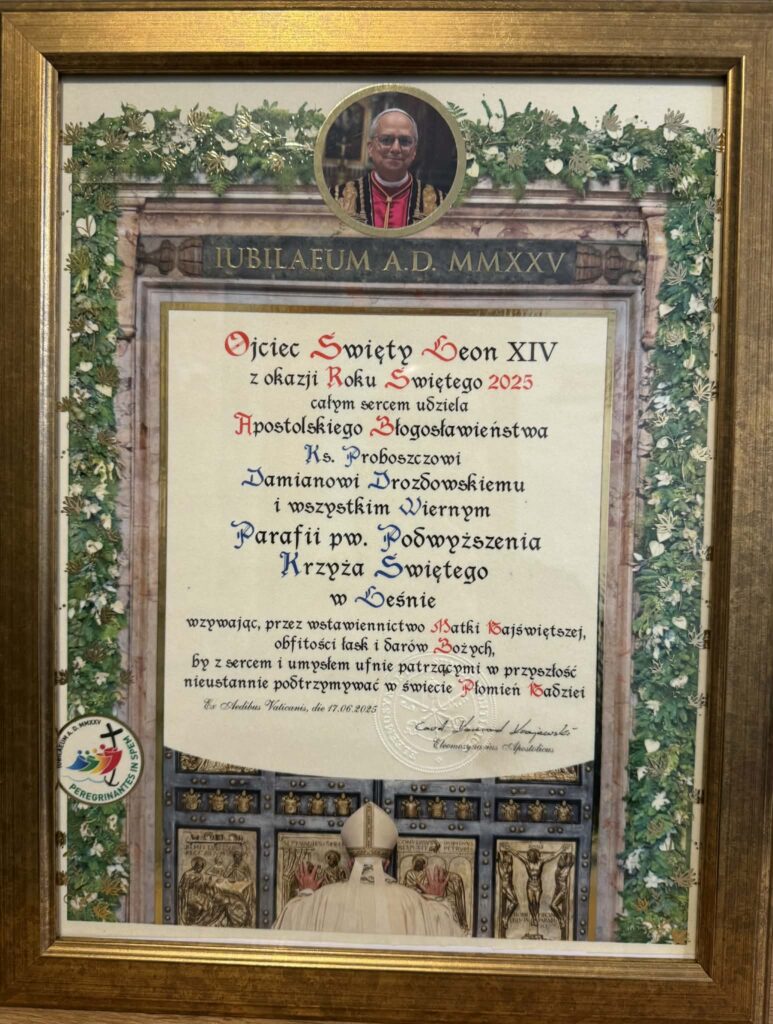 IUBILAEUM A.D. MMXXV
Ojciec Święty Leon XIV
z okazji Roku Świętego 2025
całym sercem udziela
Apostolskiego Błogosławieństwa
Ks. Proboszczowi
Damianowi Drozdowskiemu
i wszystkim Wiernym
Parafii pw. Podwyższenia
Krzyża Świętego
w Leśnie
wzywając, przez wstawiennictwo Matki Najświętszej,
obfitości łask i darów Bożych,
by z sercem i umysłem ufnie patrzącymi w przyszłość
nieustannie podtrzymywać w świecie Płomień Nadziei
Ex Aedibus Vaticanis, die 17.06.2025
Card. Konrad Krajewski
Eleemosynarius Apostolicus
IUBILAEUM A.D. MMXXV
PEREGRINANTES IN SPEM